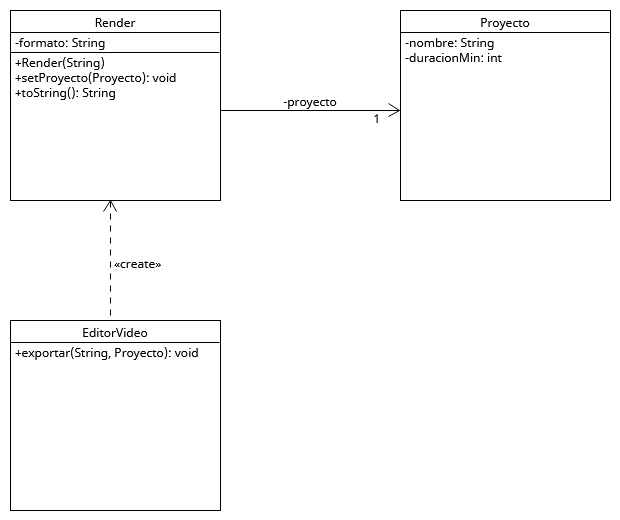 Render
-formato: String
+Render(String)
+setProyecto(Proyecto): void
+toString(): String
-proyecto
1
Proyecto
-nombre: String
-duracionMin: int
«create»
EditorVideo
+exportar(String, Proyecto): void